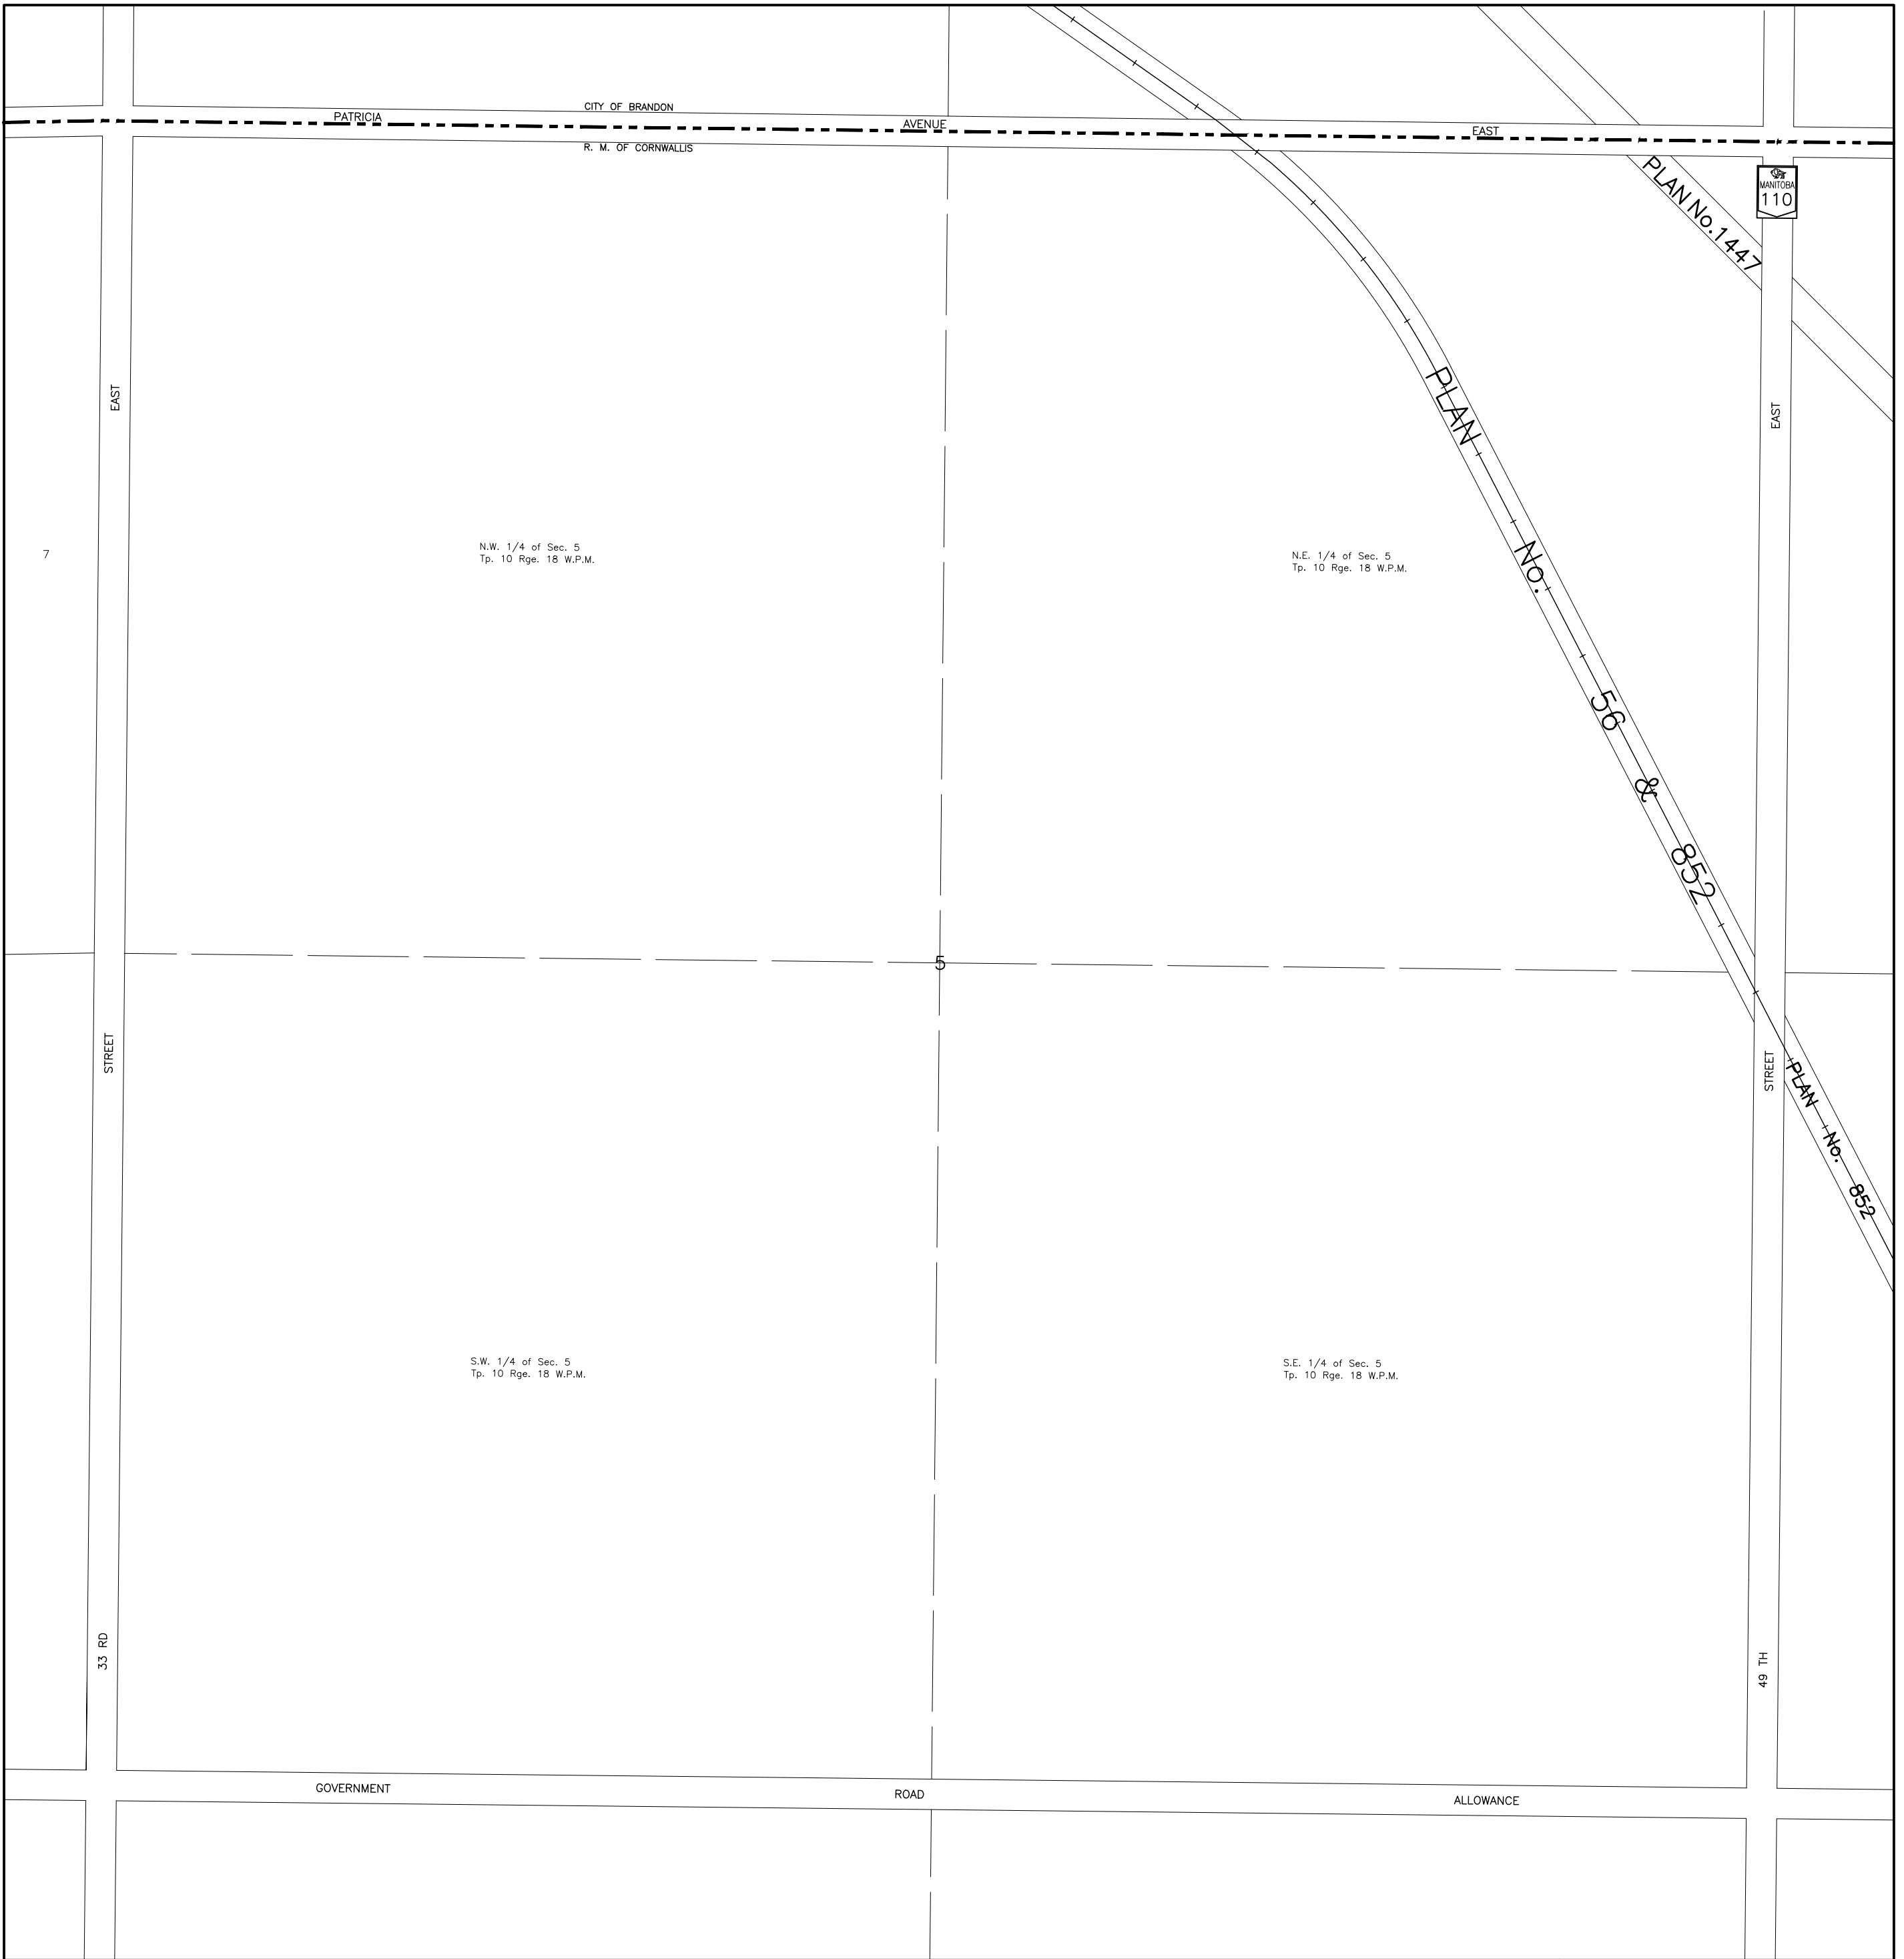 CITY OF BRANDON
PATRICIA AVENUE EAST
R. M. OF CORNWALLIS
PLAN No.1447
MANITOBA
110
EAST
EAST
PLAN No. 56 & 852
7
N.W. 1/4 of Sec. 5
Tp. 10 Rge. 18 W.P.M.
N.E. 1/4 of Sec. 5
Tp. 10 Rge. 18 W.P.M.
5
STREET
STREET
PLAN No. 852
S.W. 1/4 of Sec. 5
Tp. 10 Rge. 18 W.P.M.
S.E. 1/4 of Sec. 5
Tp. 10 Rge. 18 W.P.M.
33 RD
49 TH
GOVERNMENT ROAD ALLOWANCE